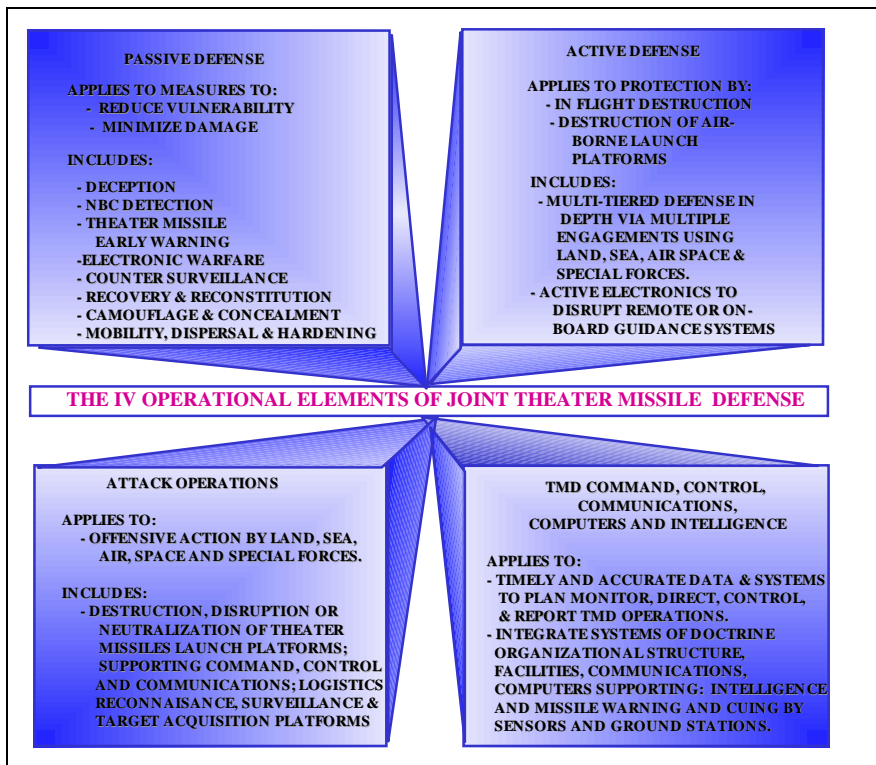 PASSIVE DEFENSE
APPLIES TO MEASURES TO:
- REDUCE VULNERABILITY
- MINIMIZE DAMAGE
INCLUDES:
- DECEPTION
- NBC DETECTION
- THEATER MISSILE
EARLY WARNING
-ELECTRONIC WARFARE
- COUNTER SURVEILLANCE
- RECOVERY & RECONSTITUTION
- CAMOUFLAGE & CONCEALMENT
- MOBILITY, DISPERSAL & HARDENING
ACTIVE DEFENSE
APPLIES TO PROTECTION BY:
- IN FLIGHT DESTRUCTION
- DESTRUCTION OF AIR-
BORNE LAUNCH
PLATFORMS
INCLUDES:
- MULTI-TIERED DEFENSE IN
DEPTH VIA MULTIPLE
ENGAGEMENTS USING
LAND, SEA, AIR SPACE &
SPECIAL FORCES.
- ACTIVE ELECTRONICS TO
DISRUPT REMOTE OR ON-
BOARD GUIDANCE SYSTEMS
THE IV OPERATIONAL ELEMENTS OF JOINT THEATER MISSILE DEFENSE
ATTACK OPERATIONS
APPLIES TO:
- OFFENSIVE ACTION BY LAND, SEA,
AIR, SPACE AND SPECIAL FORCES.
INCLUDES:
- DESTRUCTION, DISRUPTION OR
NEUTRALIZATION OF THEATER
MISSILES LAUNCH PLATFORMS;
SUPPORTING COMMAND, CONTROL
AND COMMUNICATIONS; LOGISTICS
RECONNAISANCE, SURVEILLANCE &
TARGET ACQUISITION PLATFORMS
TMD COMMAND, CONTROL,
COMMUNICATIONS,
COMPUTERS AND INTELLIGENCE
APPLIES TO:
- TIMELY AND ACCURATE DATA & SYSTEMS
TO PLAN MONITOR, DIRECT, CONTROL,
& REPORT TMD OPERATIONS.
- INTEGRATE SYSTEMS OF DOCTRINE
ORGANIZATIONAL STRUCTURE,
FACILITIES, COMMUNICATIONS,
COMPUTERS SUPPORTING: INTELLIGENCE
AND MISSILE WARNING AND CUING BY
SENSORS AND GROUND STATIONS.